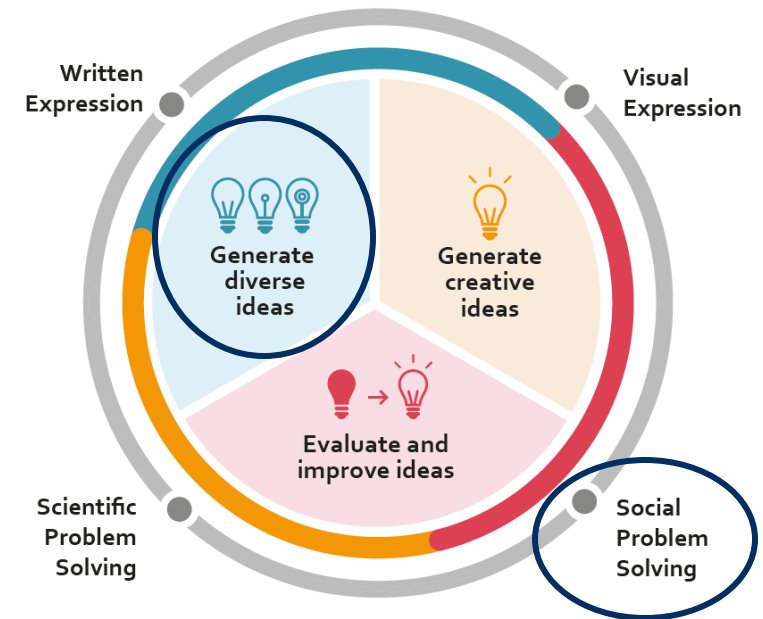 Written
Expression
Visual
Expression
Generate
diverse
ideas
Generate
creative
ideas
Evaluate and
improve ideas
Scientific
Problem
Solving
Social
Problem
Solving